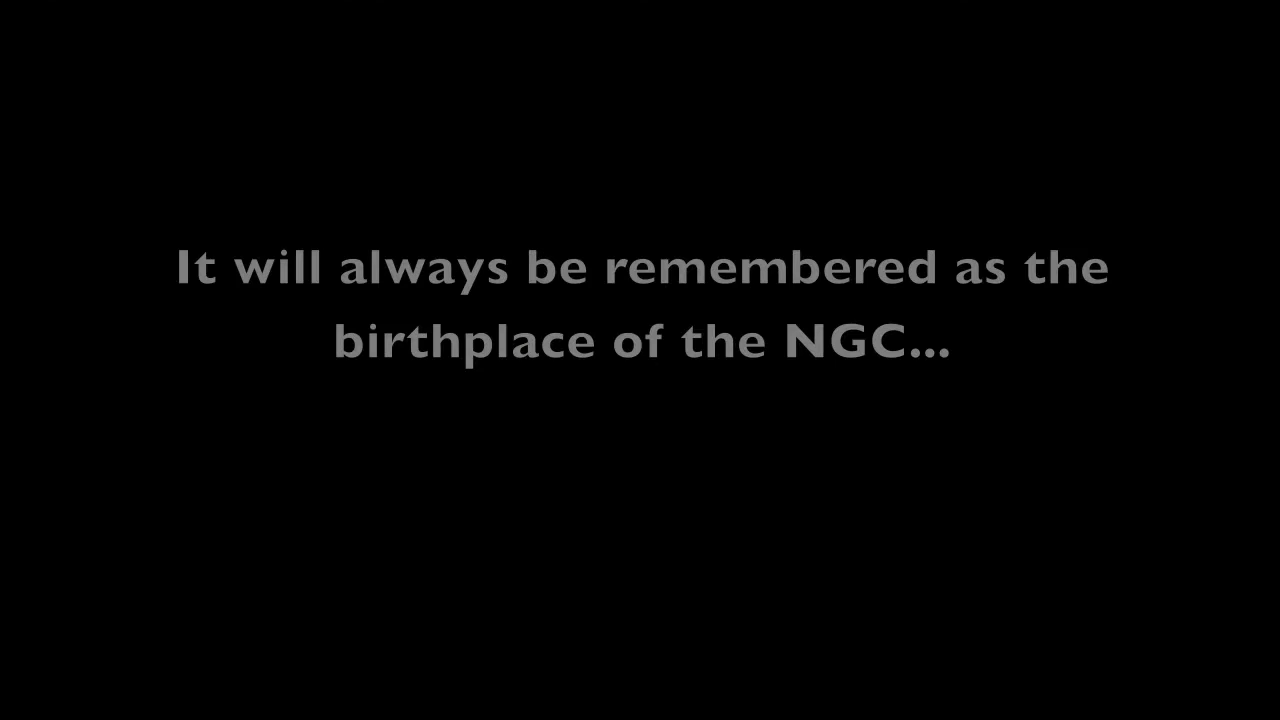 It will always be remembered as the
birthplace of the NGC...